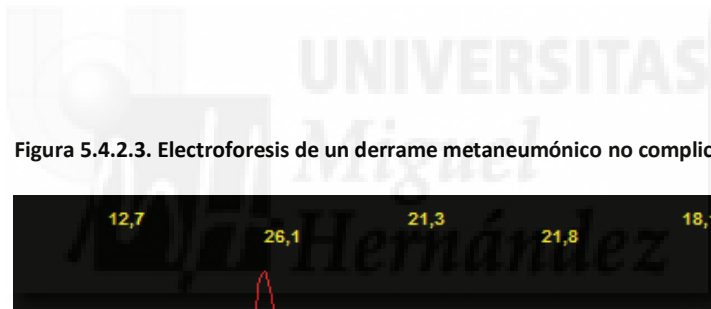 UNIVERSITAS
Miguel
Figura 5.4.2.3. Electroforesis de un derrame metaneumónico no complic
12,7 26,1 21,3 21,8 18,
Hernández